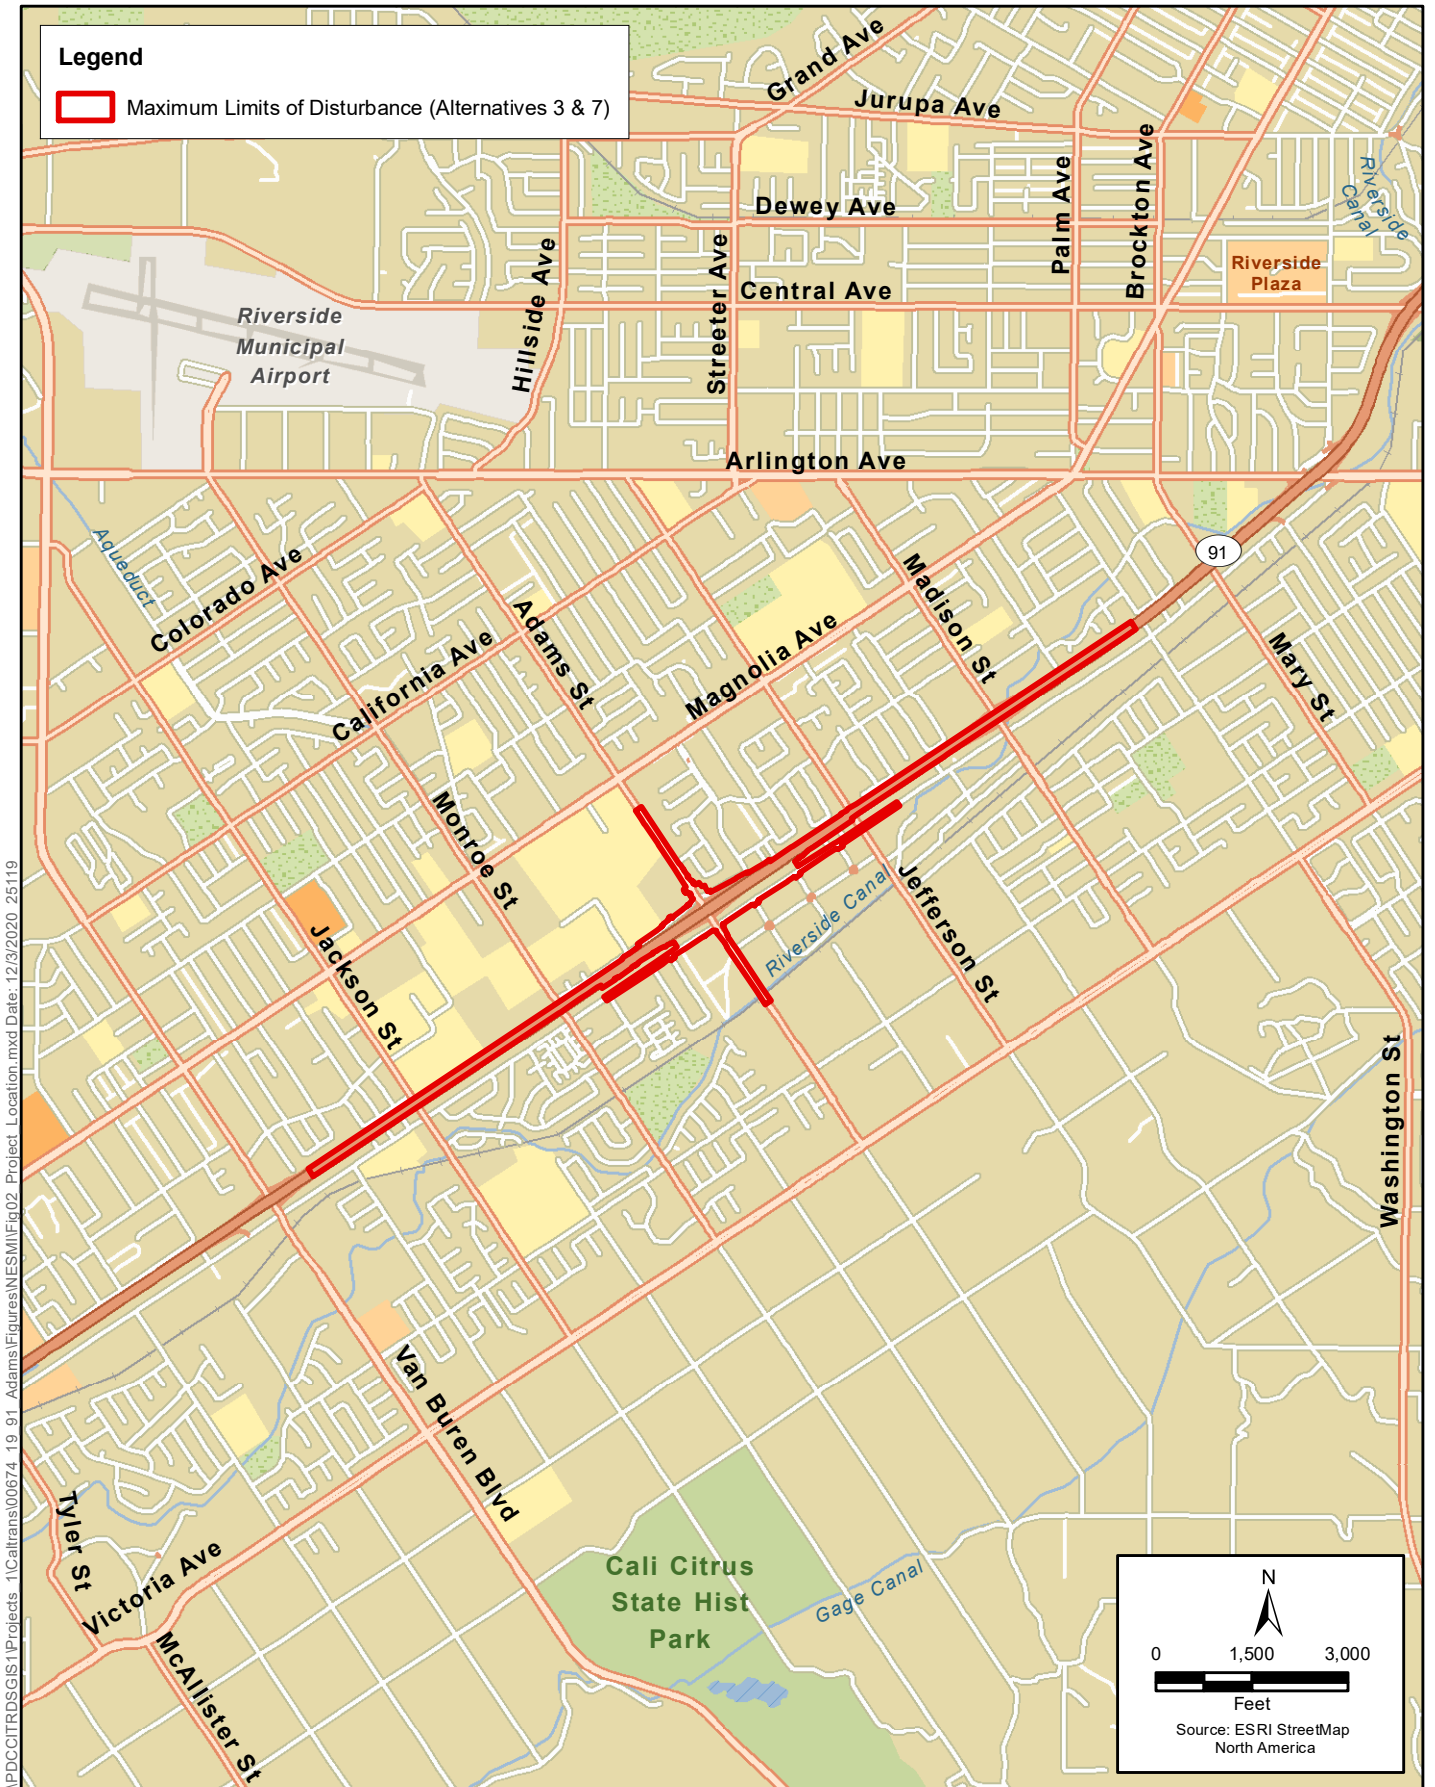 Legend
Maximum Limits of Disturbance (Alternatives 3 & 7)
Grand Ave
Jurupa Ave
Palm Ave
Brockton Ave
Riverside
Canal
Dewey Ave
Hillside Ave
Streeter Ave
Central Ave
Riverside
Plaza
Riverside
Municipal
Airport
Arlington Ave
Aqueduct
Colorado Ave
California Ave
Adams St
Magnolia Ave
Madison St
91
Mary St
Monroe St
Jackson St
Riverside Canal
Jefferson St
Washington St
Van Buren Blvd
Tyler St
Victoria Ave
McAllister St
Cali Citrus
State Hist
Park
Gage Canal
N
0 1,500 3,000
Feet
Source: ESRI StreetMap
North America
\PDCCITRDSGIS1\Projects_1\Caltrans\00674_19_91_Adams\Figures\NESMI\Fig02_Project_Location.mxd Date: 12/3/2020 25119